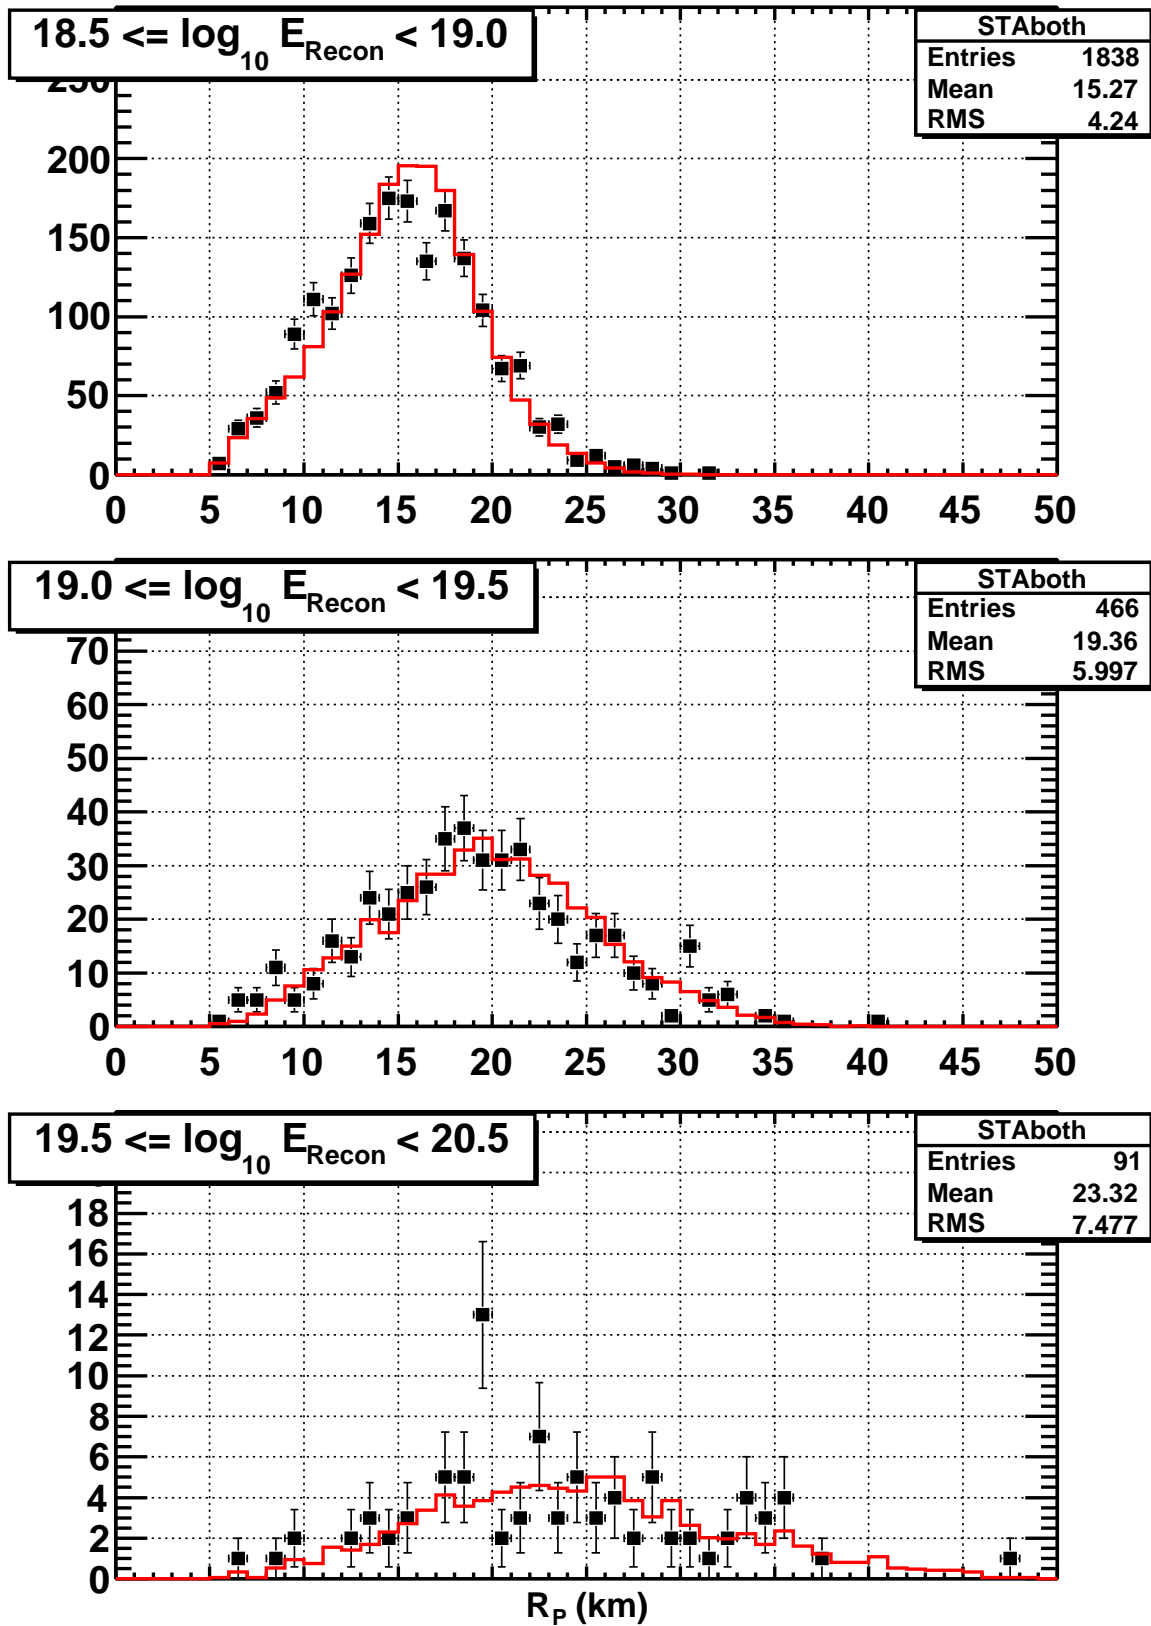 18.5 <= log10 ERecon < 19.0
STAboth
Entries 1838
Mean 15.27
RMS 4.24
250
200
150
100
50
0
0 5 10 15 20 25 30 35 40 45 50
19.0 <= log10 ERecon < 19.5
STAboth
Entries 466
Mean 19.36
RMS 5.997
70
60
50
40
30
20
10
0
0 5 10 15 20 25 30 35 40 45 50
19.5 <= log10 ERecon < 20.5
STAboth
Entries 91
Mean 23.32
RMS 7.477
18
16
14
12
10
8
6
4
2
0
RP (km)